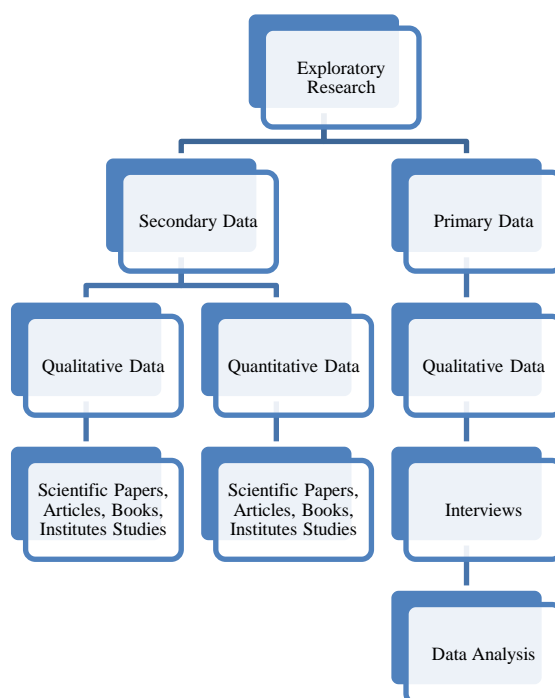 Exploratory
Research
Secondary Data
Primary Data
Qualitative Data
Quantitative Data
Qualitative Data
Scientific Papers,
Articles, Books,
Institutes Studies
Scientific Papers,
Articles, Books,
Institutes Studies
Interviews
Data Analysis